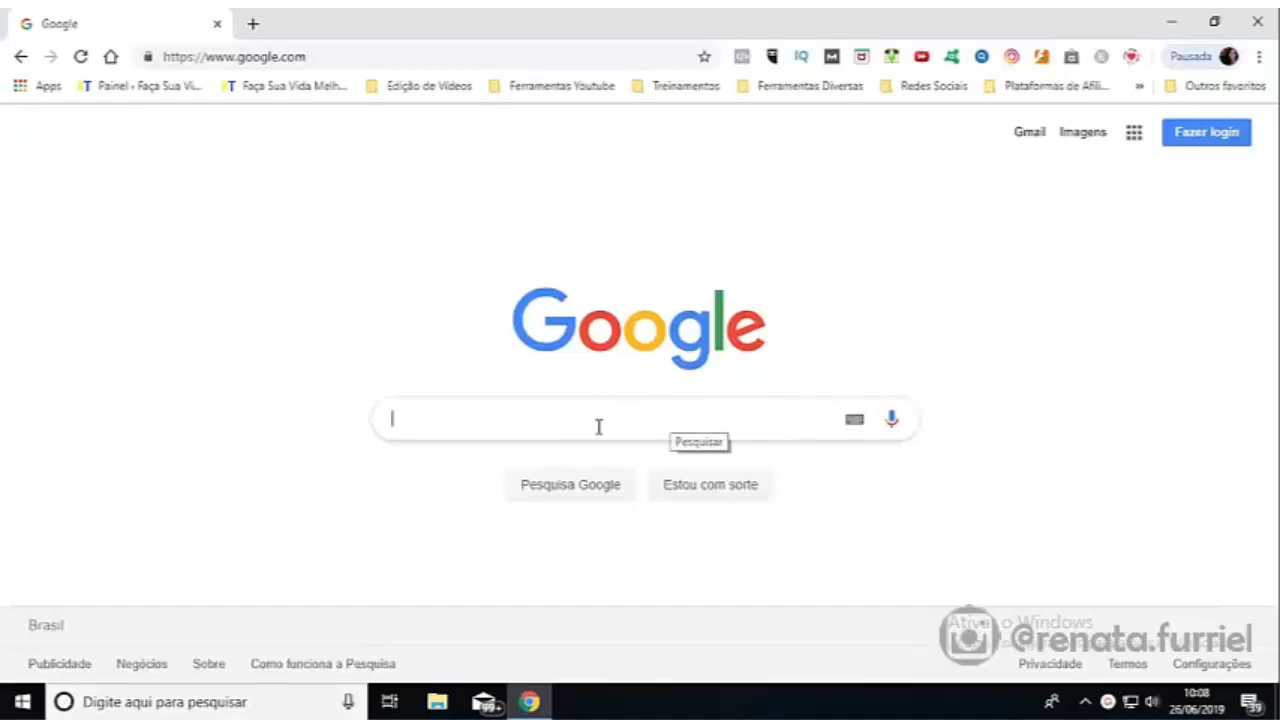 Google
https://www.google.com
Pausada
Apps
Painel ‹ Faça Sua Vi...
Faça Sua Vida Melh...
Edição de Vídeos
Ferramentas Youtube
Treinamentos
Ferramentas Diversas
Redes Sociais
Plataformas de Afili...
»
Outros favoritos
Gmail
Imagens
Fazer login
Google
Pesquisar
Pesquisa Google
Estou com sorte
Brasil
Windows
@renata.furriel
Publicidade
Negócios
Sobre
Como funciona a Pesquisa
Privacidade
Termos
Configurações
Digite aqui para pesquisar
99+
10:08
26/06/2019
39